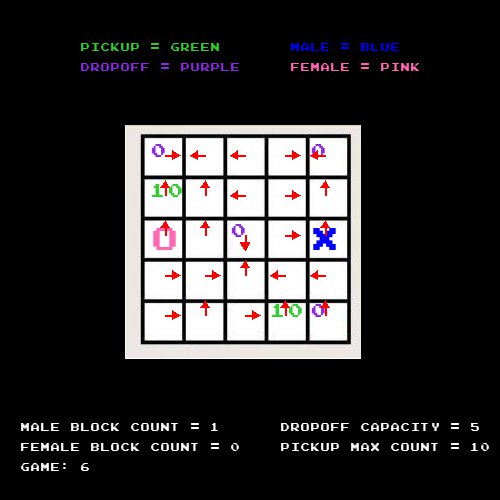 PICKUP = GREEN MALE = BLUE
DROPOFF = PURPLE FEMALE = PINK
0 0
10
O 0 X
10 0
MALE BLOCK COUNT = 1 DROPOFF CAPACITY = 5
FEMALE BLOCK COUNT = 0 PICKUP MAX COUNT = 10
GAME: 6